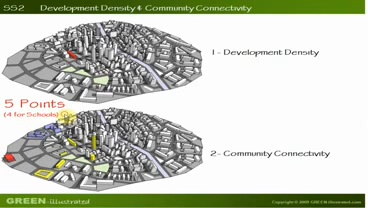 SS2 Development Density & Community Connectivity
1 - Development Density
5 Points
(4 for Schools)
2- Community Connectivity
GREEN-illustrated
Copyright © 2009 GREEN-illustrated.com